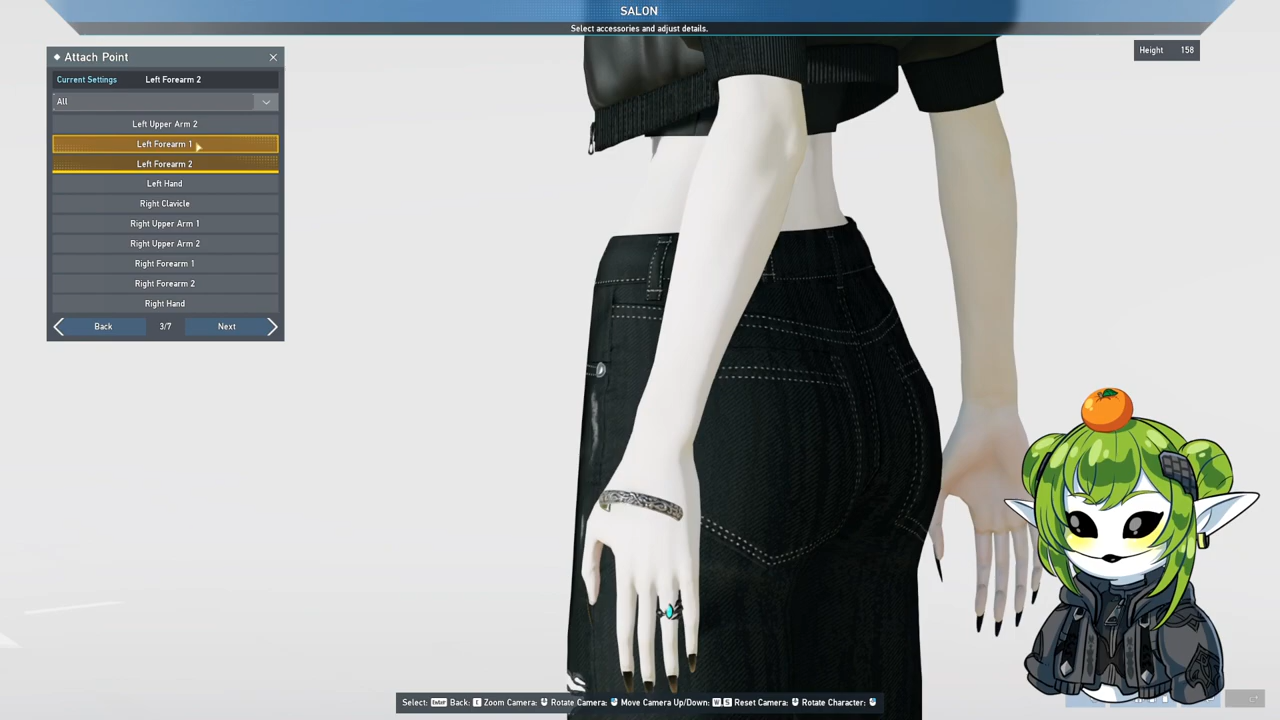 SALON
Select accessories and adjust details.
Height 158
Attach Point
Current Settings Left Forearm 2
All
Left Upper Arm 2
Left Forearm 1
Left Forearm 2
Left Hand
Right Clavicle
Right Upper Arm 1
Right Upper Arm 2
Right Forearm 1
Right Forearm 2
Right Hand
Back 3/7 Next
Select: Enter Back: Zoom Camera: Rotate Camera: Move Camera Up/Down: W,S Reset Camera: Rotate Character: